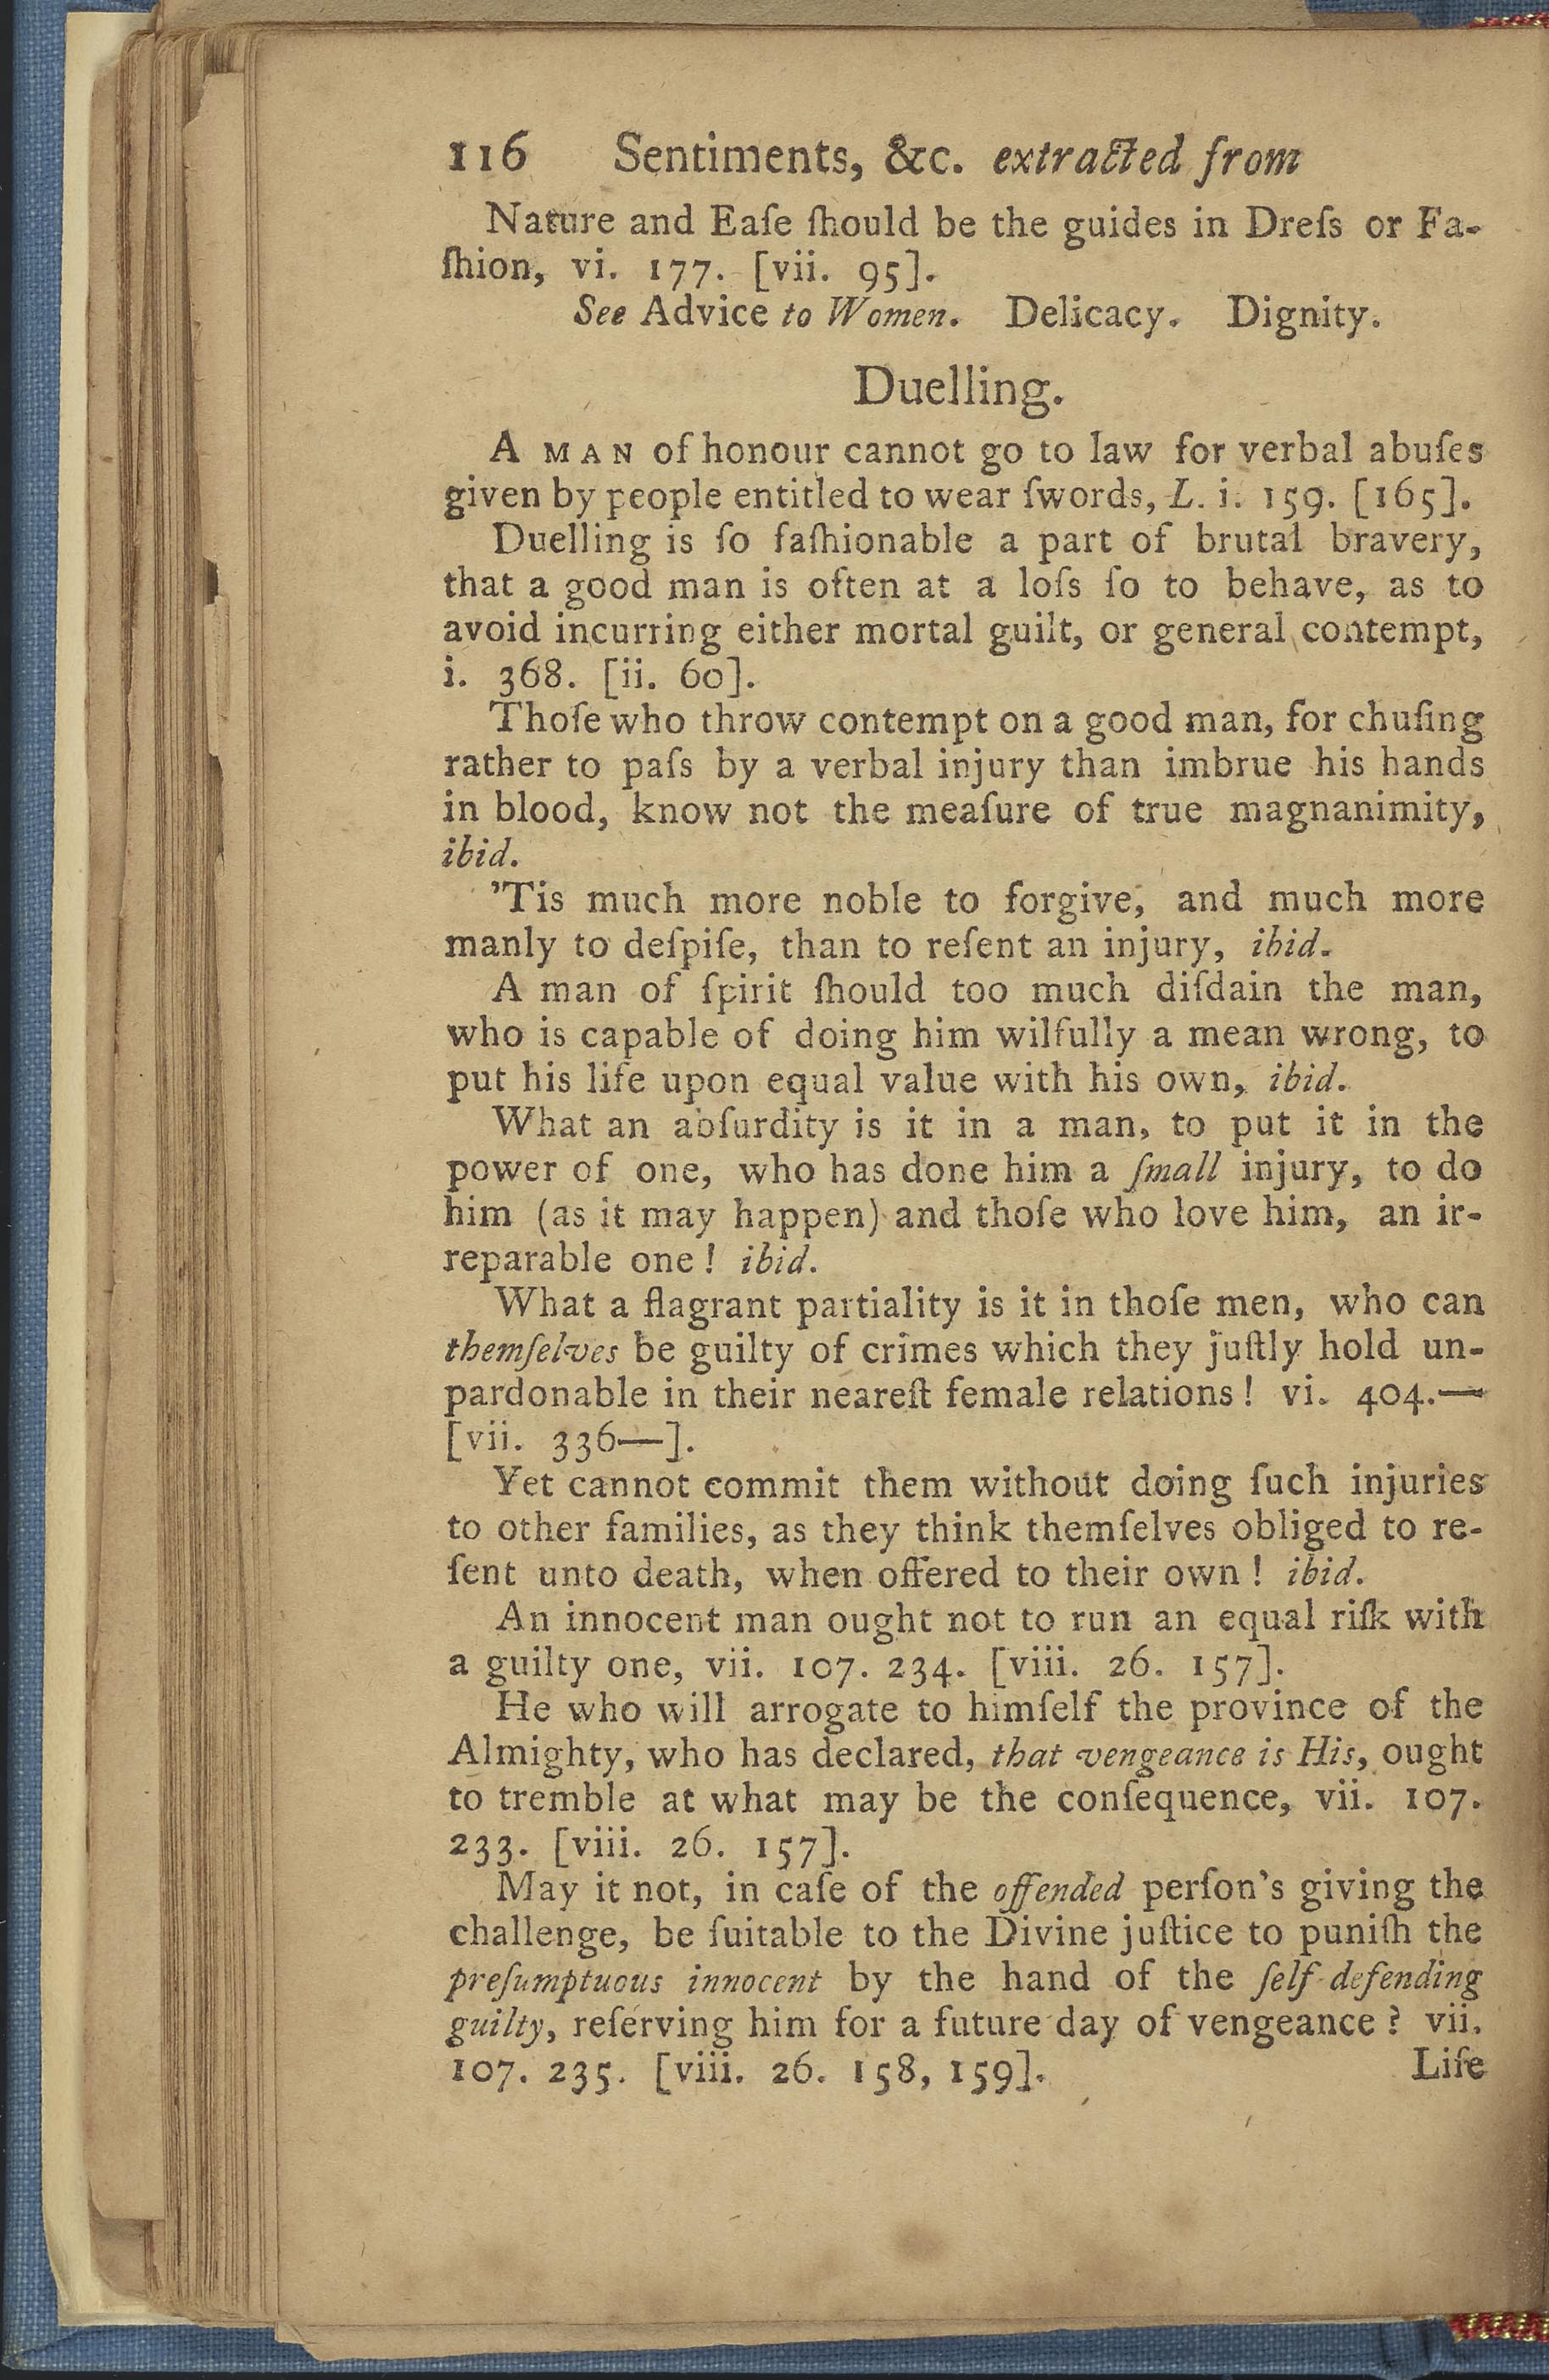 116 Sentiments, &c. extracted from
Nature and Eaſe ſhould be the guides in Dreſs or Fa-
ſhion, vi. 177. [vii. 95].
See Advice to Women. Delicacy. Dignity.
Duelling.
A MAN of honour cannot go to law for verbal abuſes
given by people entitled to wear ſwords, L. i. 159. [165].
Duelling is ſo faſhionable a part of brutal bravery,
that a good man is often at a loſs ſo to behave, as to
avoid incurring either mortal guilt, or general contempt,
i. 368. [ii. 60].
Thoſe who throw contempt on a good man, for chuſing
rather to paſs by a verbal injury than imbrue his hands
in blood, know not the meaſure of true magnanimity,
ibid.
'Tis much more noble to forgive, and much more
manly to deſpiſe, than to reſent an injury, ibid.
A man of ſpirit ſhould too much diſdain the man,
who is capable of doing him wilfully a mean wrong, to
put his life upon equal value with his own, ibid.
What an abſurdity is it in a man, to put it in the
power of one, who has done him a ſmall injury, to do
him (as it may happen) and thoſe who love him, an ir-
reparable one! ibid.
What a flagrant partiality is it in thoſe men, who can
themſelves be guilty of crimes which they juſtly hold un-
pardonable in their neareſt female relations! vi. 404.—
[vii. 336—].
Yet cannot commit them without doing ſuch injuries
to other families, as they think themſelves obliged to re-
ſent unto death, when offered to their own! ibid.
An innocent man ought not to run an equal riſk with
a guilty one, vii. 107. 234. [viii. 26. 157].
He who will arrogate to himſelf the province of the
Almighty, who has declared, that vengeance is His, ought
to tremble at what may be the conſequence, vii. 107.
233. [viii. 26. 157].
May it not, in caſe of the offended perſon's giving the
challenge, be ſuitable to the Divine juſtice to puniſh the
preſumptuous innocent by the hand of the ſelf-defending
guilty, reſerving him for a future day of vengeance? vii.
107. 235. [viii. 26. 158, 159].
Life